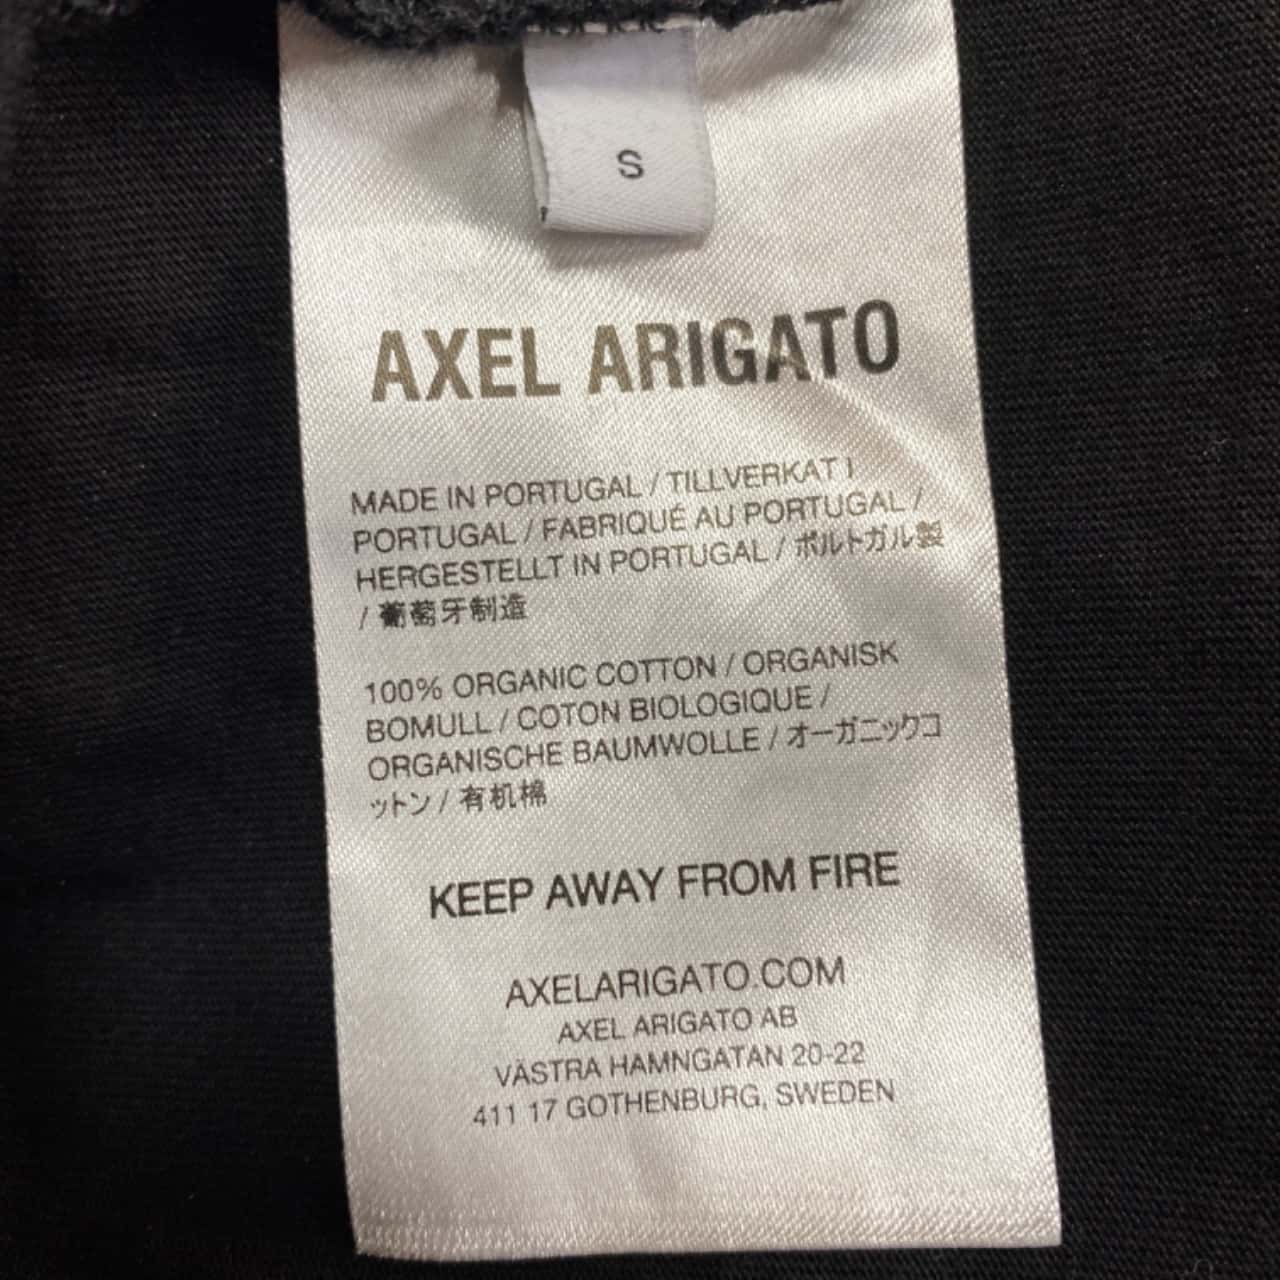 S
AXEL ARIGATO
MADE IN PORTUGAL / TILLVERKAT I
PORTUGAL / FABRIQUÉ AU PORTUGAL /
HERGESTELLT IN PORTUGAL / ポルトガル製
/ 葡萄牙制造
100% ORGANIC COTTON / ORGANISK
BOMULL / COTON BIOLOGIQUE /
ORGANISCHE BAUMWOLLE / オーガニックコ
ットン / 有机棉
KEEP AWAY FROM FIRE
AXELARIGATO.COM
AXEL ARIGATO AB
VÄSTRA HAMNGATAN 20-22
411 17 GOTHENBURG, SWEDEN